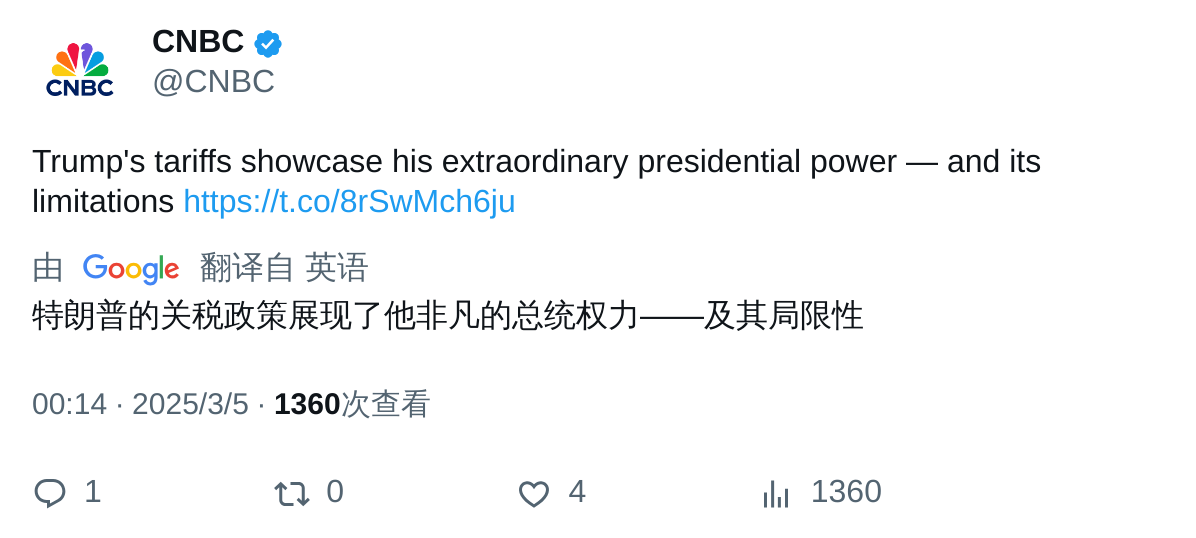 CNBC
CNBC
@CNBC
Trump's tariffs showcase his extraordinary presidential power — and its
limitations https://t.co/8rSwMch6ju
由 Google 翻译自 英语
特朗普的关税政策展现了他非凡的总统权力——及其局限性
00:14 · 2025/3/5 · 1360次查看
1 0 4 1360